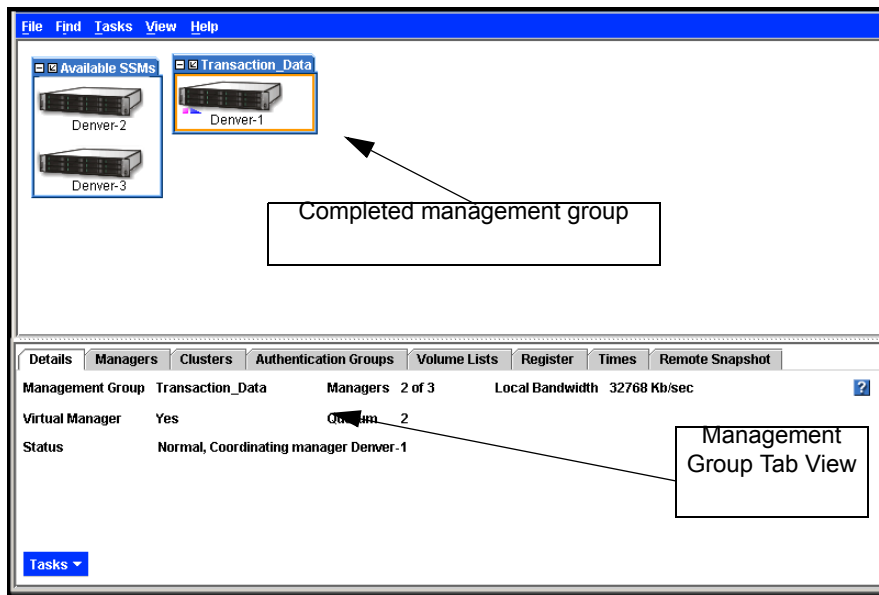 File Find Tasks View Help
Available SSMs
Transaction_Data
Denver-2
Denver-1
Denver-3
Completed management group
Details Managers Clusters Authentication Groups Volume Lists Register Times Remote Snapshot
Management Group Transaction_Data Managers 2 of 3 Local Bandwidth 32768 Kb/sec ?
Virtual Manager Yes Quorum 2
Status Normal, Coordinating manager Denver-1
Management
Group Tab View
Tasks